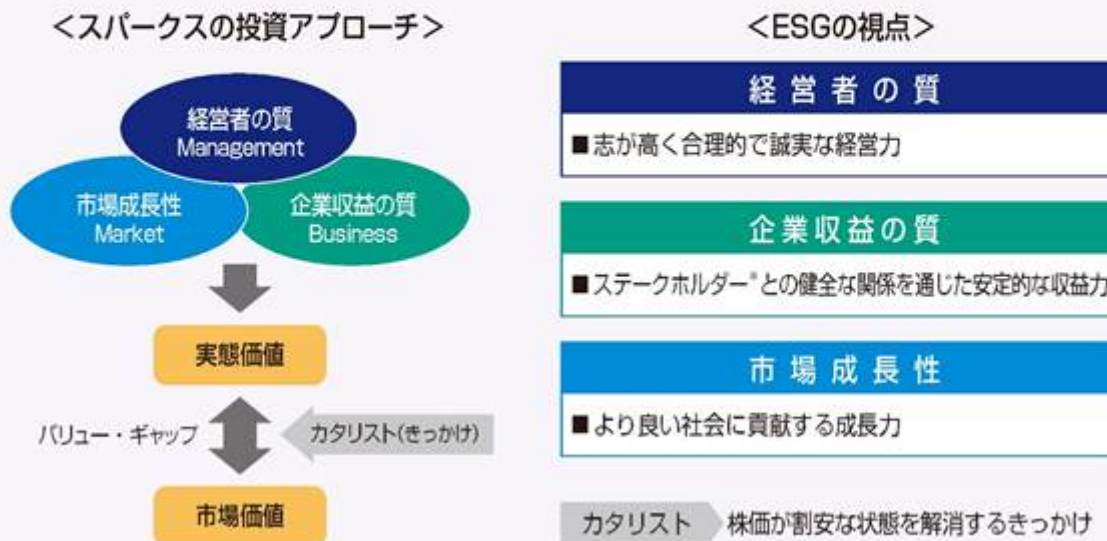 ＜スパークスの投資アプローチ＞
経営者の質
Management
市場成長性
Market
企業収益の質
Business
実態価値
バリュー・ギャップ
カタリスト(きっかけ)
市場価値
＜ESGの視点＞
経営者の質
■志が高く合理的で誠実な経営力
企業収益の質
■ステークホルダー*との健全な関係を通じた安定的な収益力
市場成長性
■より良い社会に貢献する成長力
カタリスト 株価が割安な状態を解消するきっかけ